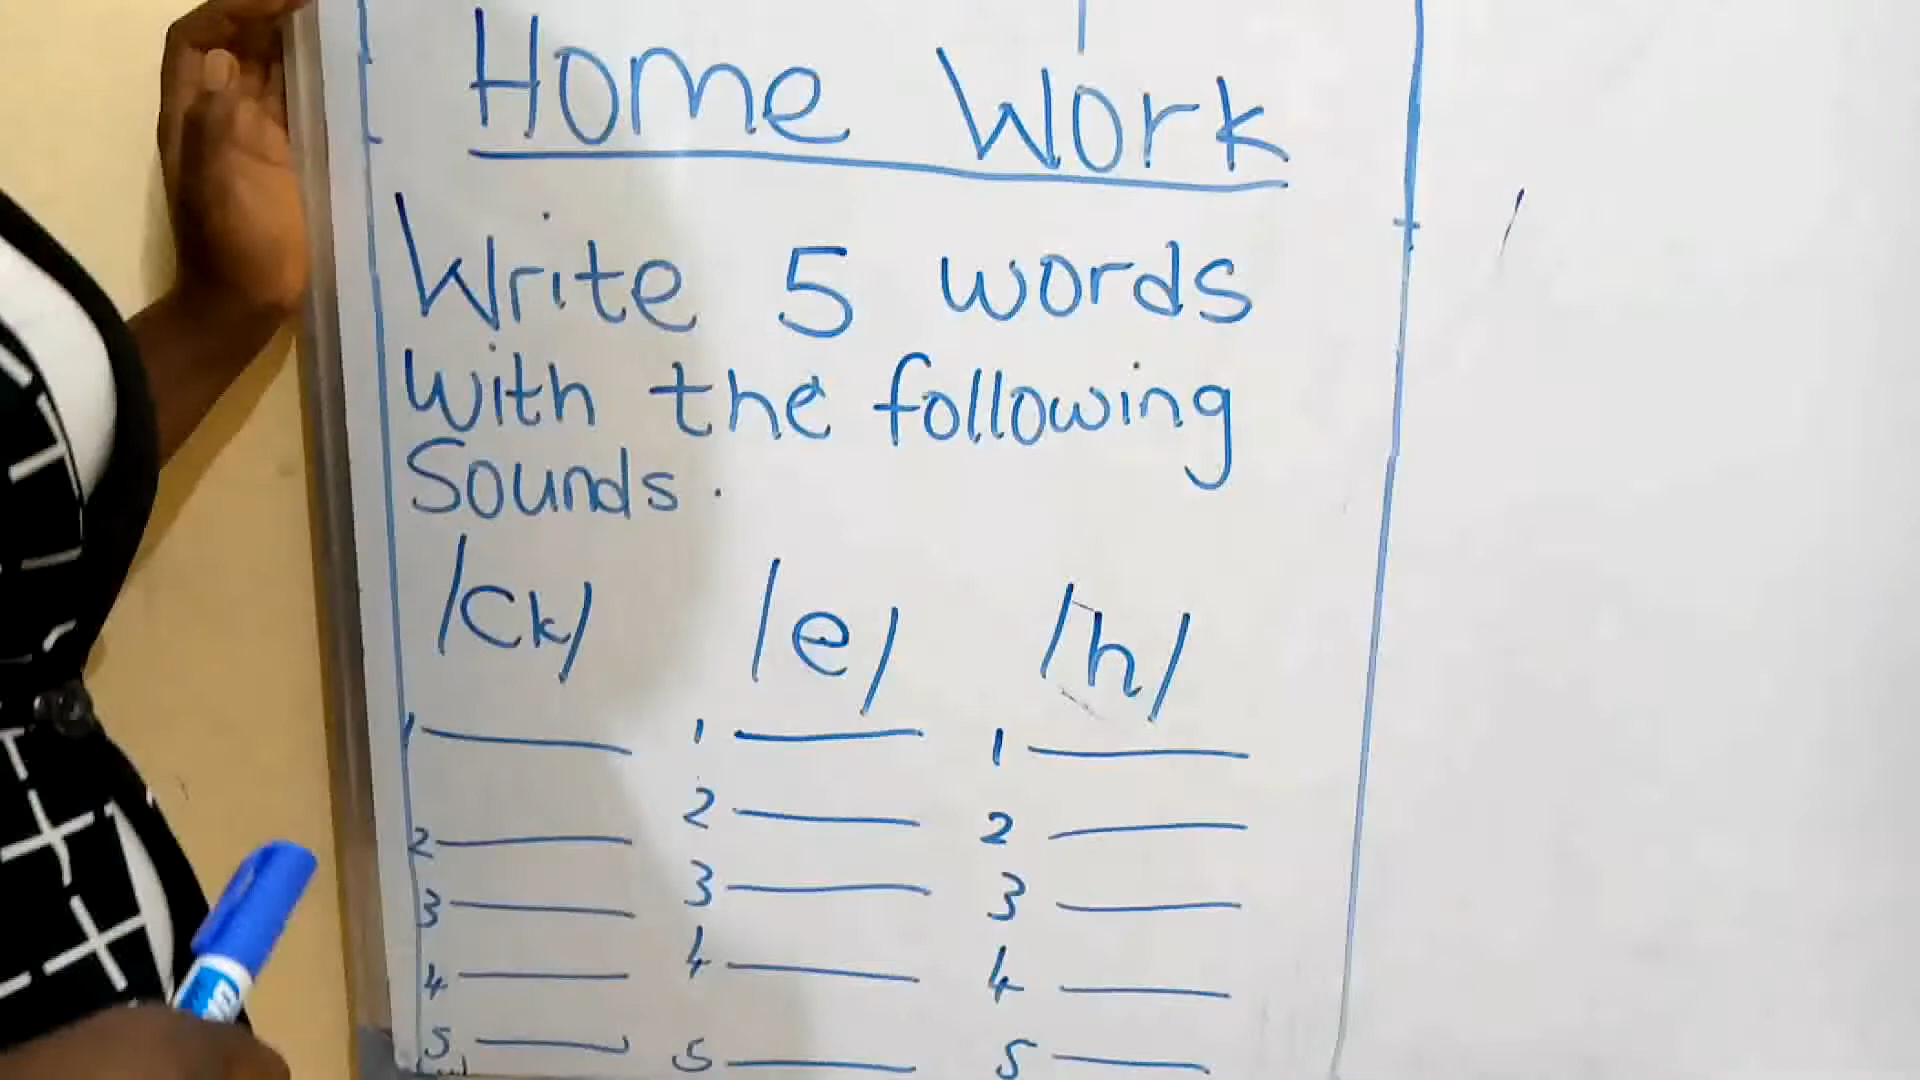 Home Work
Write 5 words
with the following
Sounds.
/ck/ /e/ /h/
1 1 1
2 2 2
3 3 3
4 4 4
5 5 5